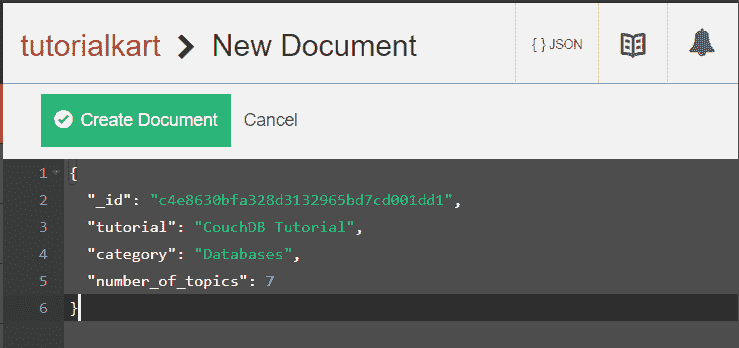 tutorialkart > New Document
{ } JSON
Create Document Cancel
1 {
2 "_id": "c4e8630bfa328d3132965bd7cd001dd1",
3 "tutorial": "CouchDB Tutorial",
4 "category": "Databases",
5 "number_of_topics": 7
6 }